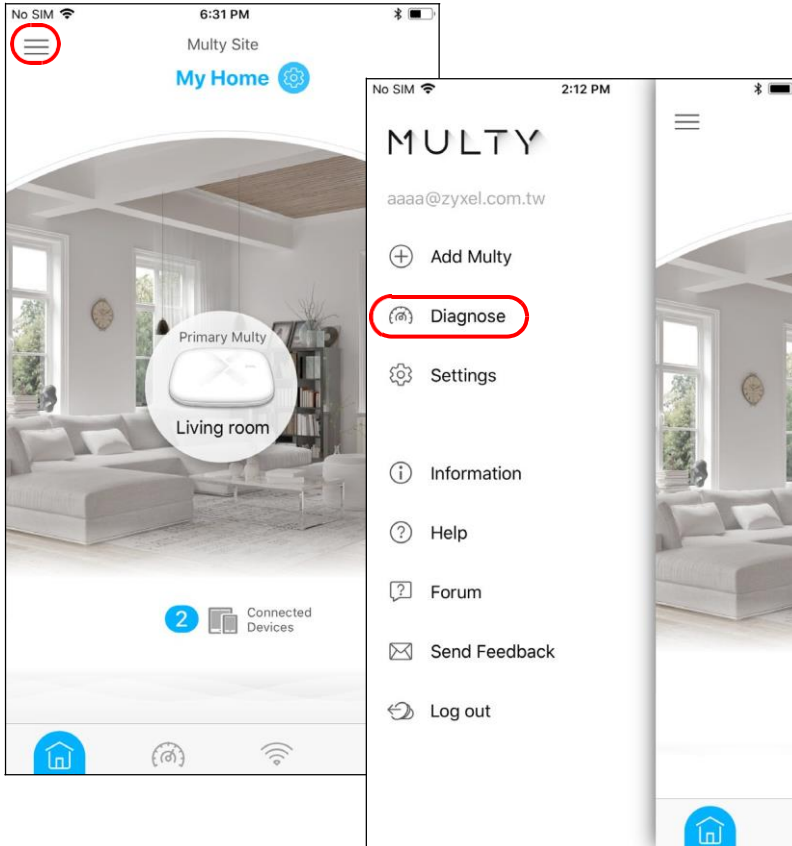 No SIM 6:31 PM
Multy Site
My Home
Primary Multy
Living room
2 Connected
Devices
No SIM 2:12 PM
MULTY
aaaa@zyxel.com.tw
Add Multy
Diagnose
Settings
Information
Help
Forum
Send Feedback
Log out